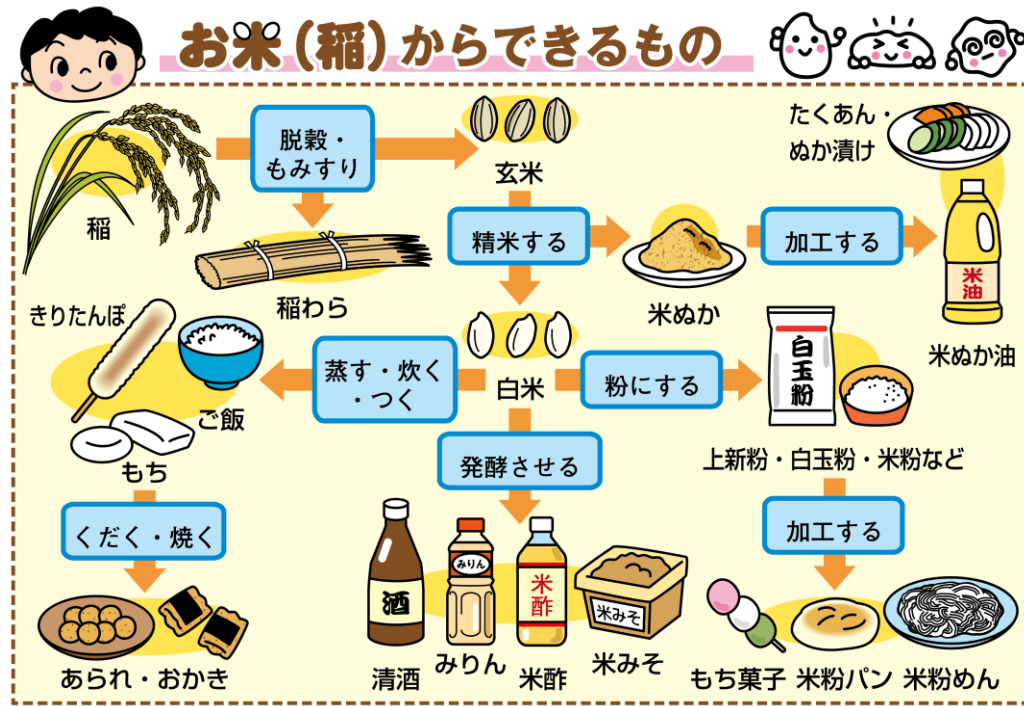 お米（稲）からできるもの
脱穀・
もみすり
玄米
たくあん・
ぬか漬け
稲
稲わら
精米する
米ぬか
加工する
米油
米ぬか油
きりたんぽ
ご飯
もち
蒸す・炊く
・つく
白米
粉にする
白玉粉
上新粉・白玉粉・米粉など
発酵させる
くだく・焼く
加工する
酒
みりん
米酢
米みそ
あられ・おかき
清酒
みりん
米酢
米みそ
もち菓子
米粉パン
米粉めん